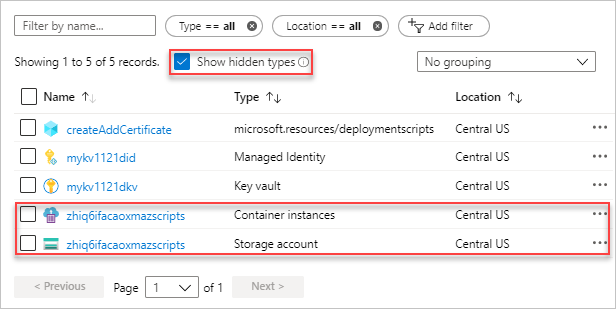 Filter by name...
Type == all
Location == all
Add filter
Showing 1 to 5 of 5 records.
Show hidden types
No grouping
Name Type Location
createAddCertificate microsoft.resources/deploymentscripts Central US
mykv1121did Managed Identity Central US
mykv1121dkv Key vault Central US
zhiq6ifacaoxmazscripts Container instances Central US
zhiq6ifacaoxmazscripts Storage account Central US
< Previous Page 1 of 1 Next >